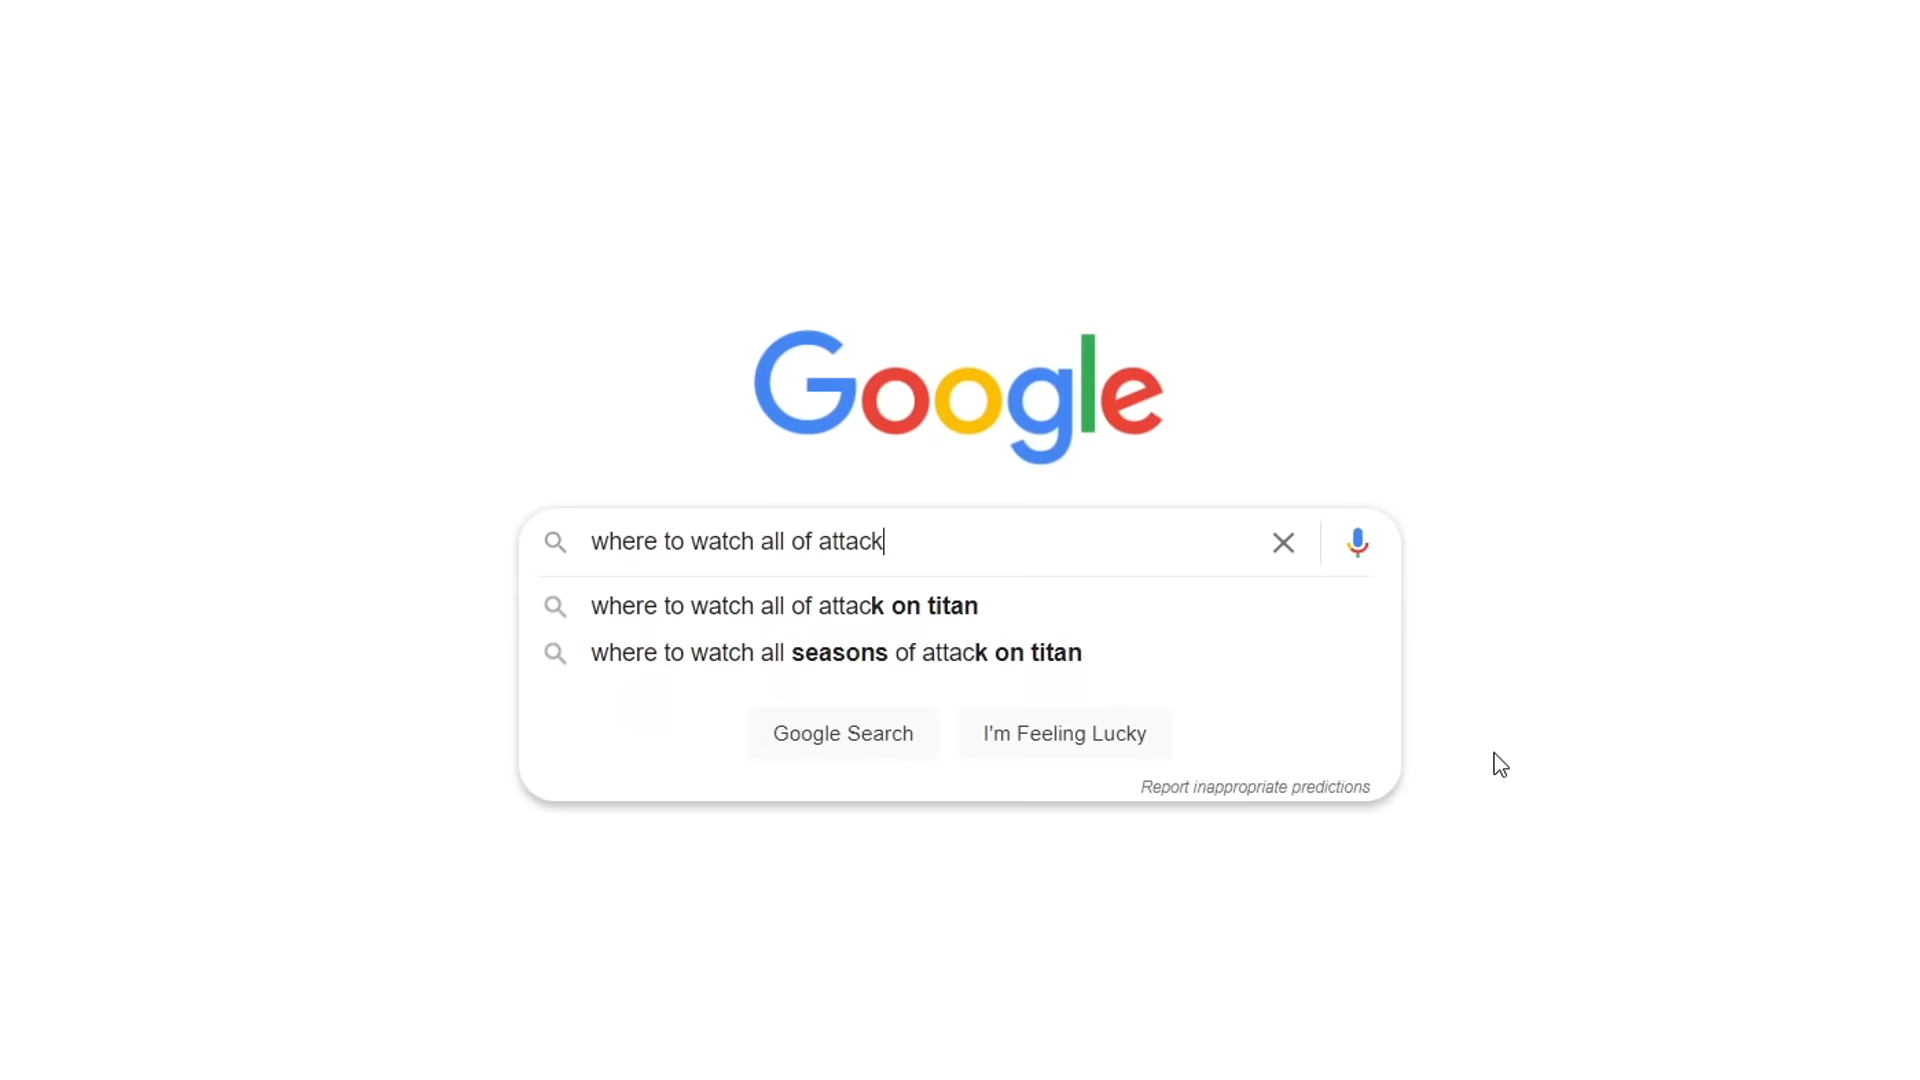 Google
where to watch all of attack
where to watch all of attack on titan
where to watch all seasons of attack on titan
Google Search
I'm Feeling Lucky
Report inappropriate predictions